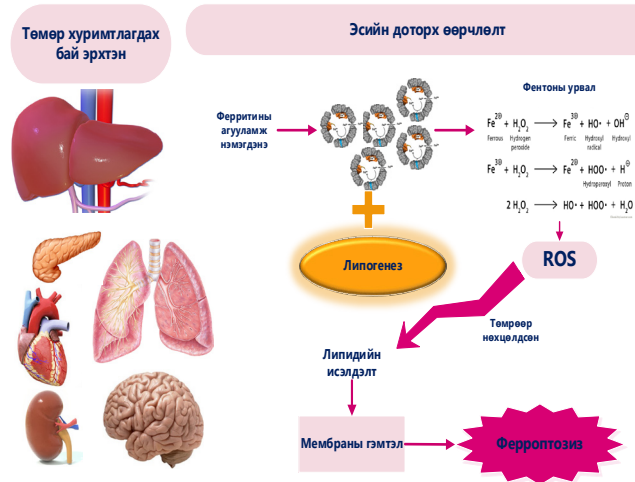 Төмөр хуримтлагдах
бай эрхтэн
Эсийн доторх өөрчлөлт
Ферритины
агууламж
нэмэгдэнэ
Фентоны урвал
Fe²⊕ + H₂O₂ → Fe³⊕ + HO• + OH⊖
Ferrous Hydrogen peroxide Ferric Hydroxyl radical Hydroxyl
Fe³⊕ + H₂O₂ → Fe²⊕ + HOO• + H⊖
Hydroperoxyl Proton
2 H₂O₂ → HO• + HOO• + H₂O
Липогенез
ROS
Төмрөөр
нөхцөлдсөн
Липидийн
исэлдэлт
Мембраны гэмтэл
Ферроптозиз